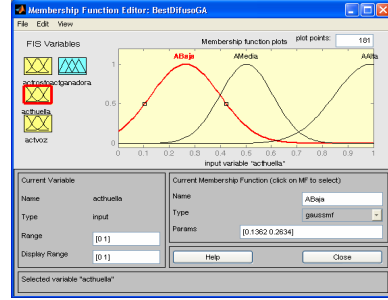 Membership Function Editor: BestDifusoGA
File Edit View
FIS Variables
Membership function plots plot points: 181
ABaja AMedia AAlta
actrostro actganadora
acthuella
actvoz
1
0.5
0
0 0.1 0.2 0.3 0.4 0.5 0.6 0.7 0.8 0.9 1
input variable "acthuella"
Current Variable
Current Membership Function (click on MF to select)
Name acthuella
Name ABaja
Type input
Type gaussmf
Params [0.1362 0.2634]
Range [0 1]
Display Range [0 1]
Help Close
Selected variable "acthuella"